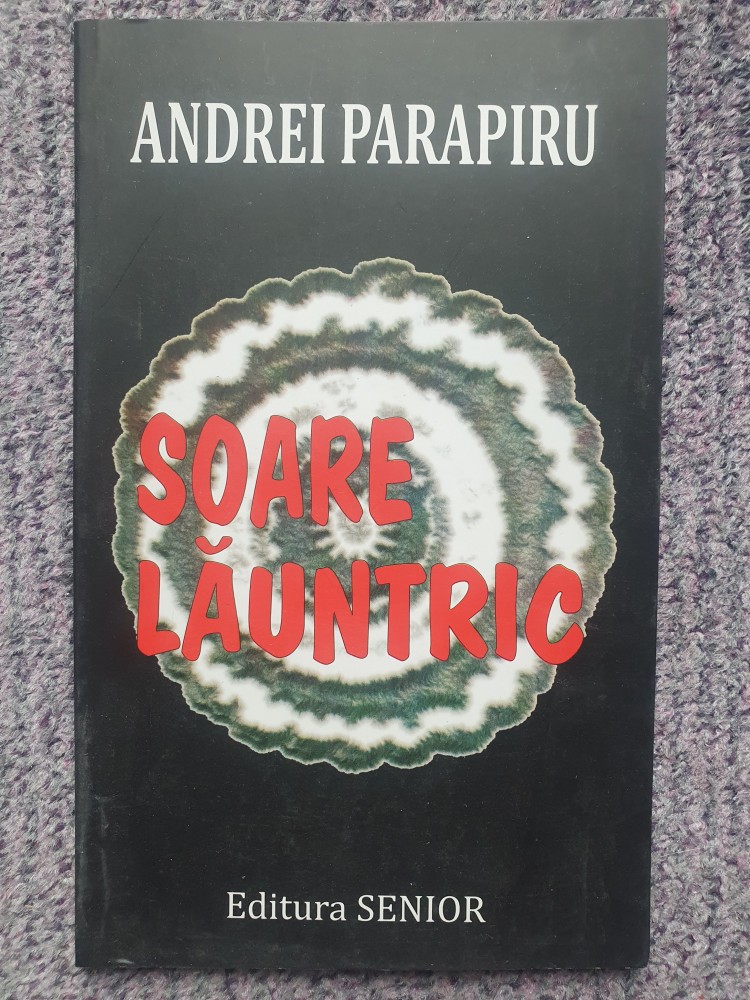 ANDREI PARAPIRU
SOARE
LĂUNTRIC
Editura SENIOR